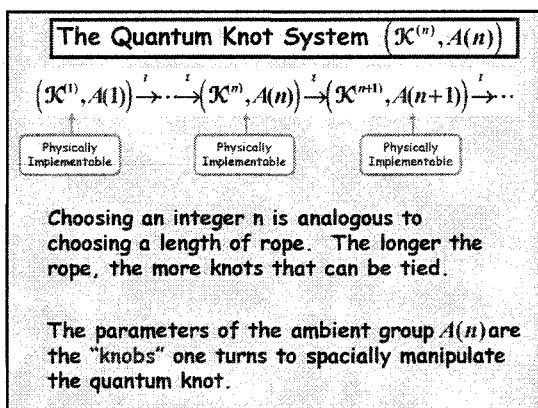 The Quantum Knot System (𝒦⁽ⁿ⁾, A(n))
(𝒦⁽¹⁾, A(1)) →ᶥ ⋯ →ᶥ (𝒦ⁿ⁾, A(n)) →ᶥ (𝒦ⁿ⁺¹⁾, A(n+1)) →ᶥ ⋯
Physically Physically Physically
Implementable Implementable Implementable
Choosing an integer n is analogous to
choosing a length of rope. The longer the
rope, the more knots that can be tied.
The parameters of the ambient group A(n) are
the "knobs" one turns to spacially manipulate
the quantum knot.